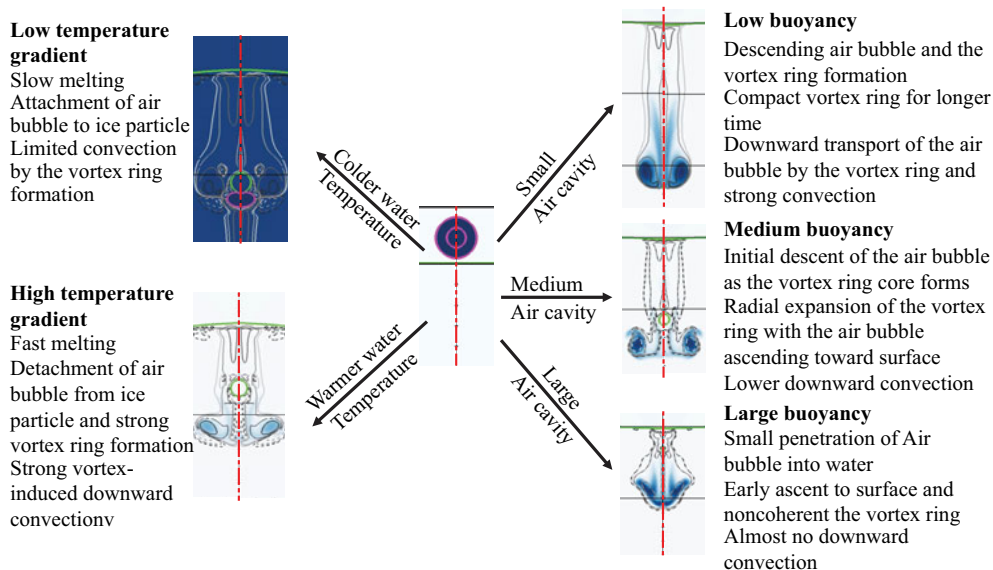 Low temperature
gradient
Slow melting
Attachment of air
bubble to ice particle
Limited convection
by the vortex ring
formation
High temperature
gradient
Fast melting
Detachment of air
bubble from ice
particle and strong
vortex ring formation
Strong vortex-
induced downward
convectionv
Colder water
Temperature
Warmer water
Temperature
Small
Air cavity
Medium
Air cavity
Large
Air cavity
Low buoyancy
Descending air bubble and the
vortex ring formation
Compact vortex ring for longer
time
Downward transport of the air
bubble by the vortex ring and
strong convection
Medium buoyancy
Initial descent of the air bubble
as the vortex ring core forms
Radial expansion of the vortex
ring with the air bubble
ascending toward surface
Lower downward convection
Large buoyancy
Small penetration of Air
bubble into water
Early ascent to surface and
noncoherent the vortex ring
Almost no downward
convection